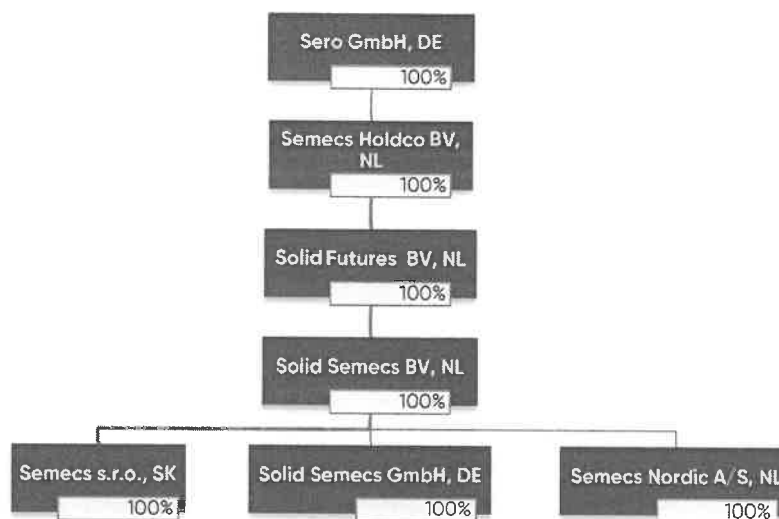 Sero GmbH, DE
100%
Semecs Holdco BV,
NL
100%
Solid Futures BV, NL
100%
Solid Semecs BV, NL
100%
Semecs s.r.o., SK
100%
Solid Semecs GmbH, DE
100%
Semecs Nordic A/S, NL
100%